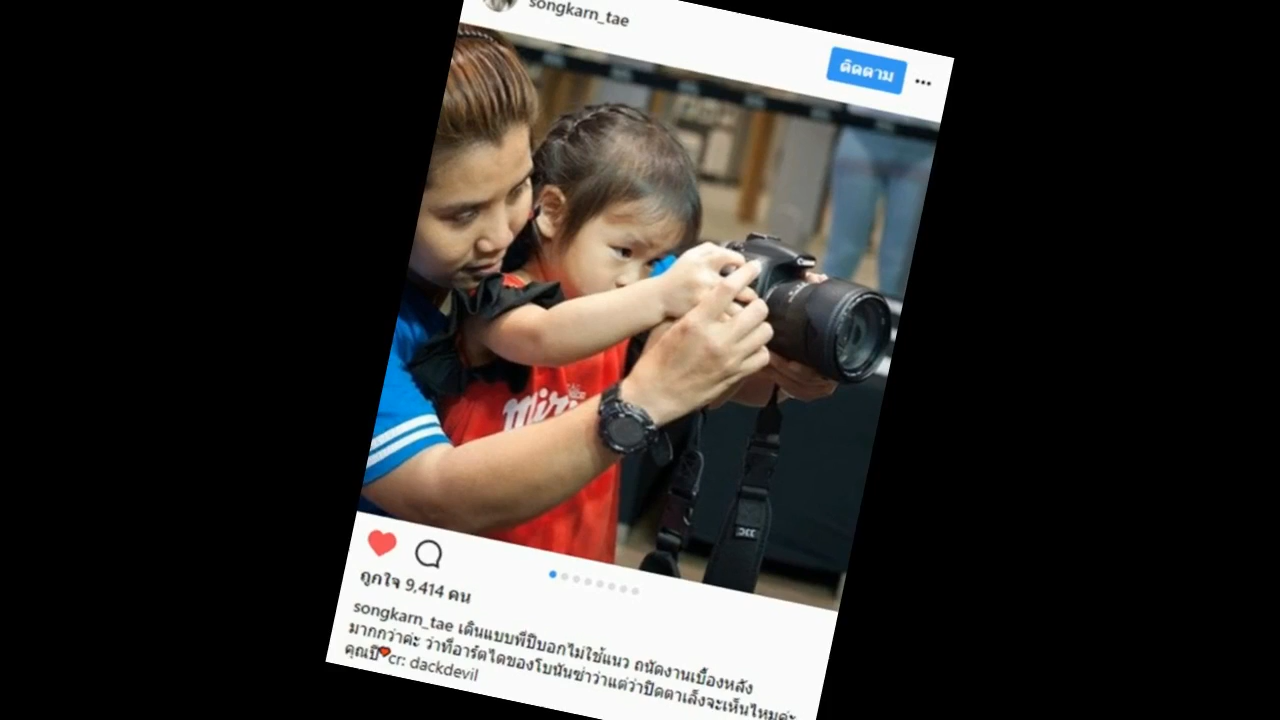 songkarn_tae
ติดตาม
Miri
ถูกใจ 9,414 คน
songkarn_tae เดินแบบพี่ปีบอกไม่ใช้แนว ถนัดงานเบื้องหลัง
มากกว่าค่ะ ว่าที่อาร์ตไดของโบนันซ่าว่าแต่ว่าปิดตาเล็งจะเห็นไหมคะ
คุณปี❤cr: dackdevil